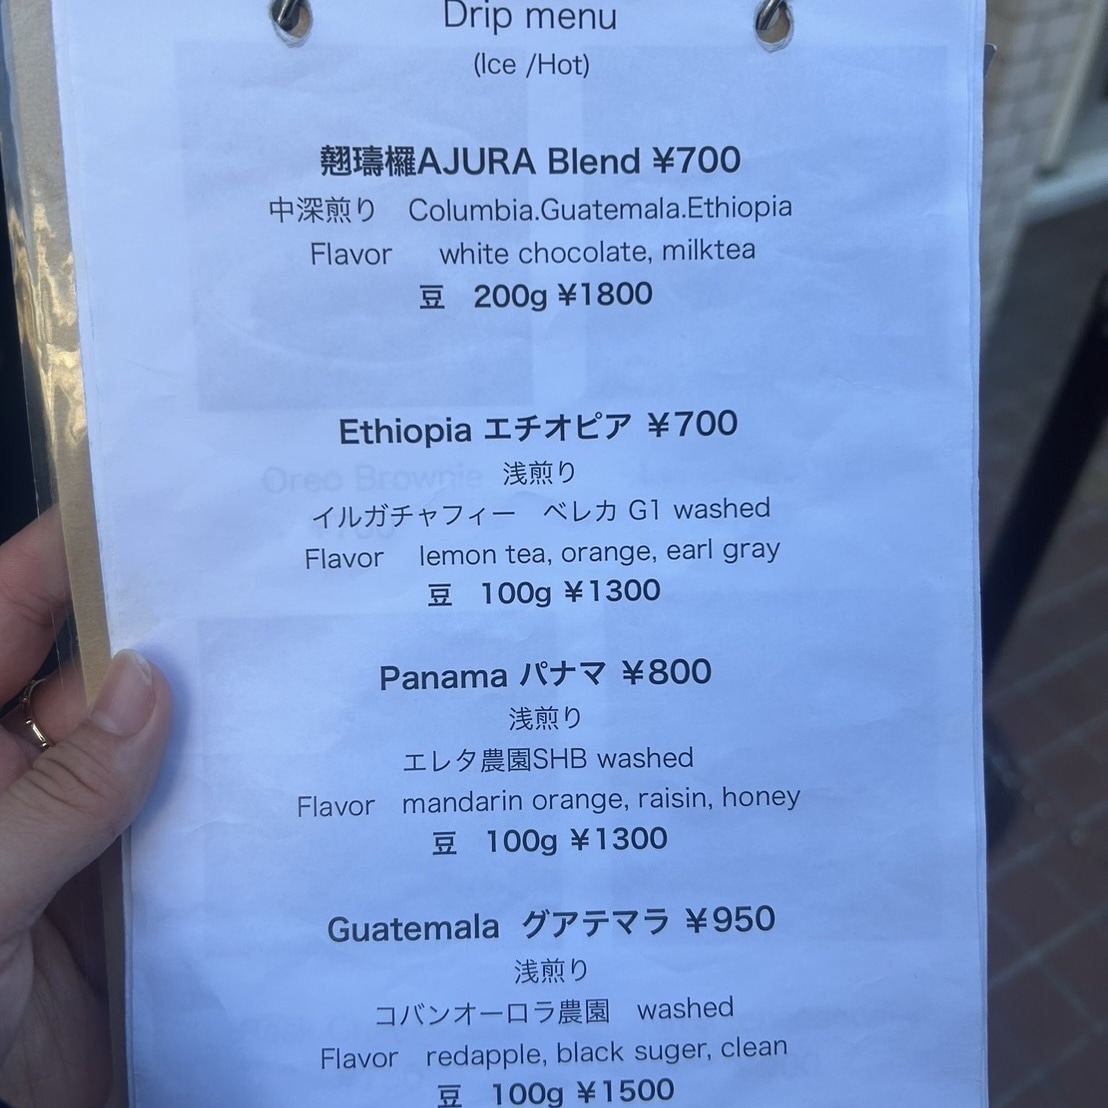 Drip menu
(Ice /Hot)
翹璹欏AJURA Blend ¥700
中深煎り Columbia.Guatemala.Ethiopia
Flavor white chocolate, milktea
豆 200g ¥1800
Ethiopia エチオピア ¥700
Oreo Brownie
浅煎り
イルガチャフィー ベレカ G1 washed
Flavor lemon tea, orange, earl gray
豆 100g ¥1300
Panama パナマ ¥800
浅煎り
エレタ農園SHB washed
Flavor mandarin orange, raisin, honey
豆 100g ¥1300
Guatemala グアテマラ ¥950
浅煎り
コバンオーロラ農園 washed
Flavor redapple, black suger, clean
豆 100g ¥1500